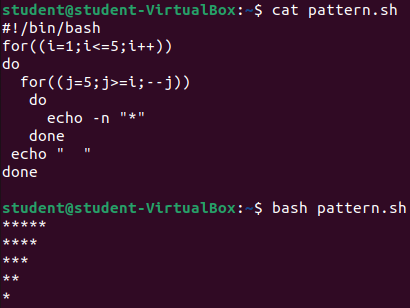 student@student-VirtualBox:~$ cat pattern.sh
#!/bin/bash
for((i=1;i<=5;i++))
do
  for((j=5;j>=i;--j))
   do
     echo -n "*"
   done
 echo "  "
done

student@student-VirtualBox:~$ bash pattern.sh
*****
****
***
**
*